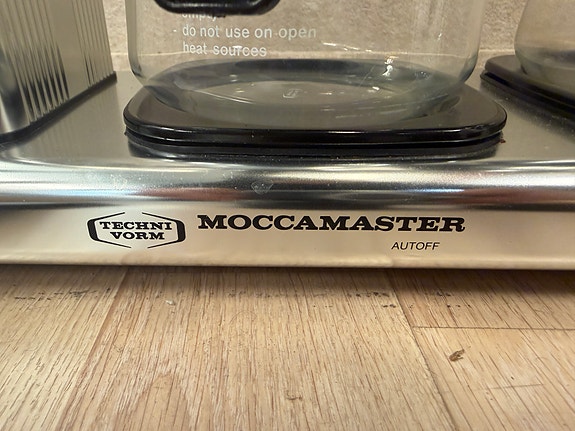 empty.
- do not use on open
heat sources
TECHNI
VORM
MOCCAMASTER
AUTOFF